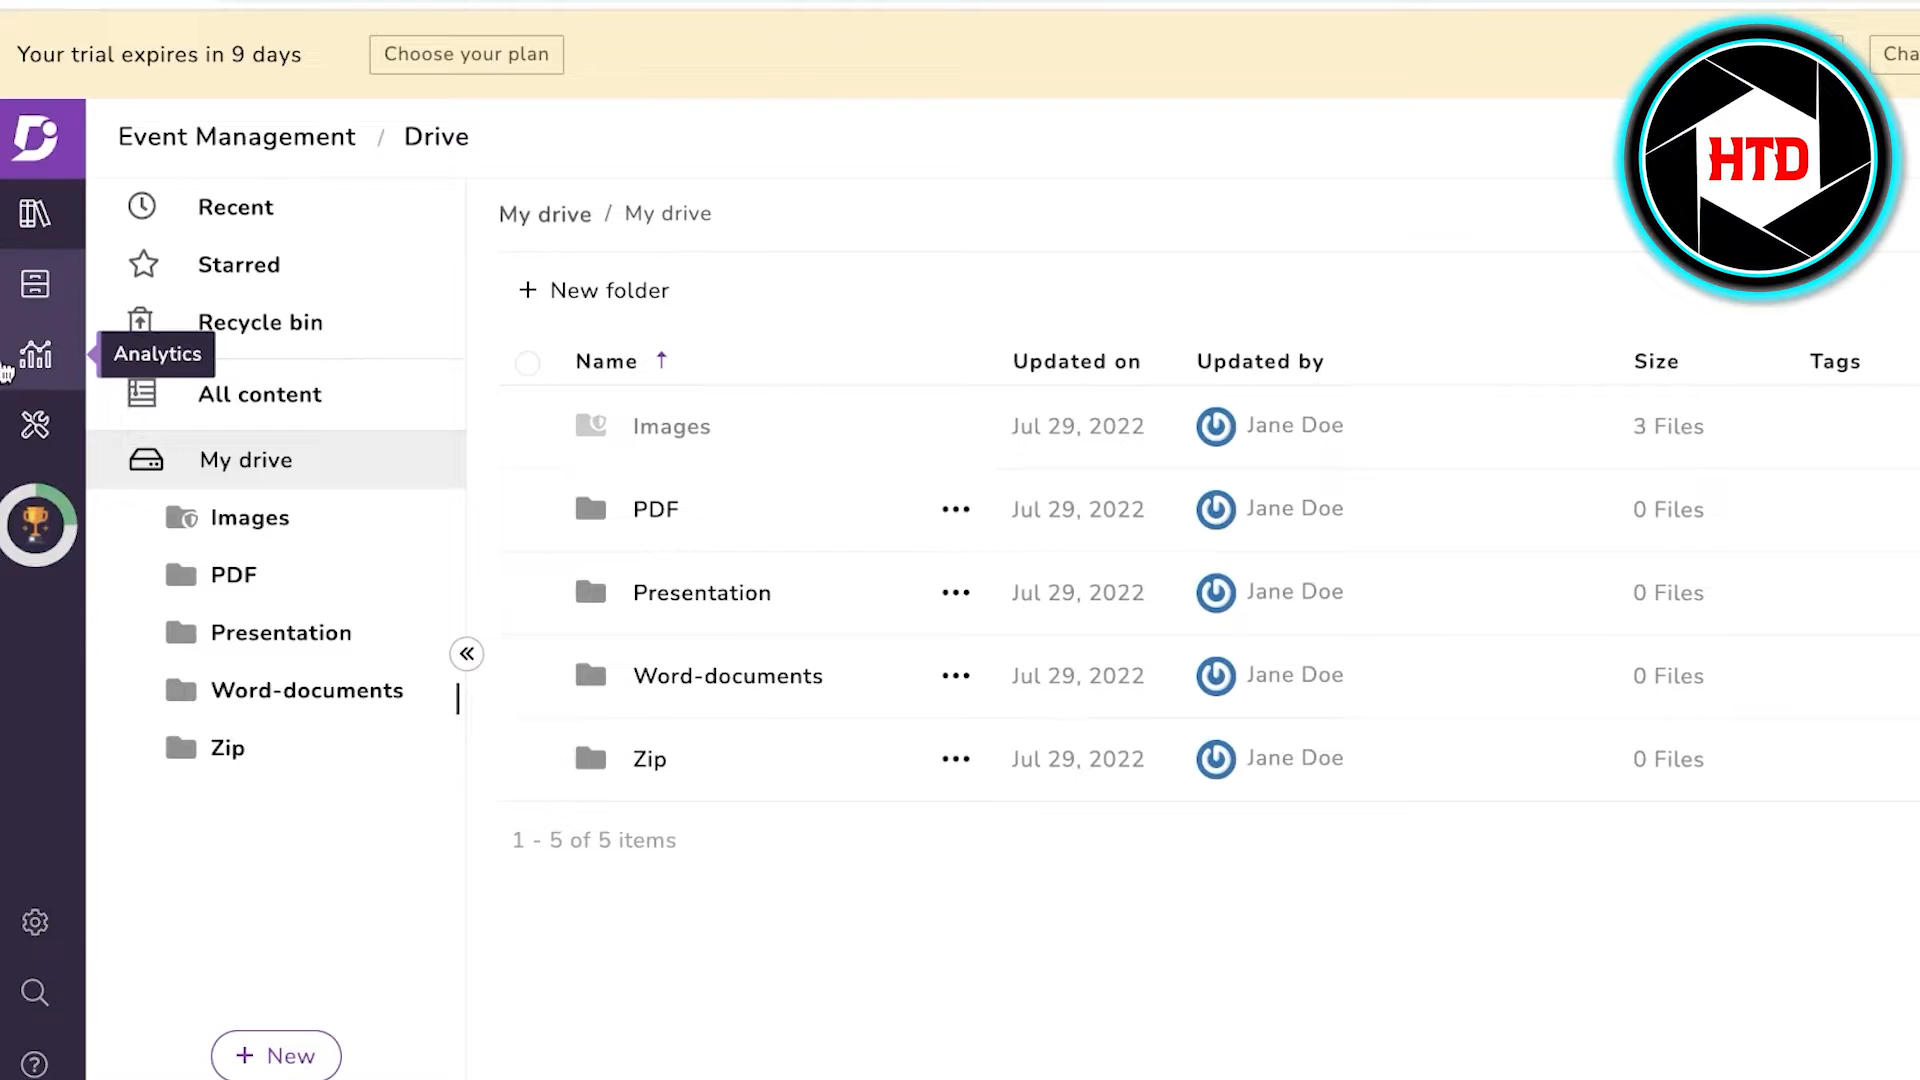 Your trial expires in 9 days
Choose your plan
Cha
HTD
Event Management / Drive
Recent
Starred
Recycle bin
Analytics
All content
My drive
Images
PDF
Presentation
Word-documents
Zip
+ New
My drive / My drive
+ New folder
Name ↑ Updated on Updated by Size Tags
Images Jul 29, 2022 Jane Doe 3 Files
PDF ••• Jul 29, 2022 Jane Doe 0 Files
Presentation ••• Jul 29, 2022 Jane Doe 0 Files
Word-documents ••• Jul 29, 2022 Jane Doe 0 Files
Zip ••• Jul 29, 2022 Jane Doe 0 Files
1 - 5 of 5 items